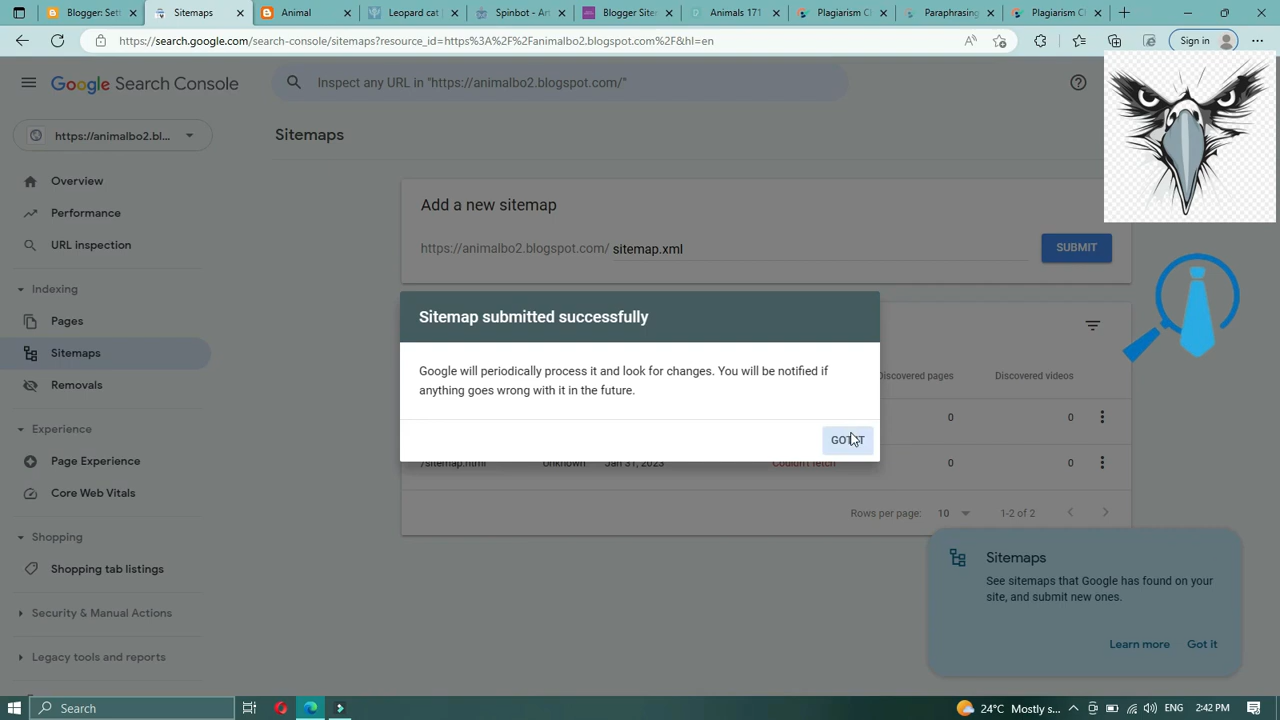 Blogger: Sett
Sitemaps
Animal
Leopard cat
Spinbot - Art
Blogger Sitem
Animals 171
Plagiarism Ch
Paraphrasing
Plagiarism Ch
https://search.google.com/search-console/sitemaps?resource_id=https%3A%2F%2Fanimalbo2.blogspot.com%2F&hl=en
Sign in
Google Search Console
Inspect any URL in "https://animalbo2.blogspot.com/"
https://animalbo2.bl...
Sitemaps
Overview
Performance
URL inspection
Indexing
Pages
Sitemaps
Removals
Experience
Page Experience
Core Web Vitals
Shopping
Shopping tab listings
Security & Manual Actions
Legacy tools and reports
Add a new sitemap
https://animalbo2.blogspot.com/ sitemap.xml
SUBMIT
Sitemap submitted successfully
Google will periodically process it and look for changes. You will be notified if
anything goes wrong with it in the future.
GOT IT
Discovered pages Discovered videos
0 0
/sitemap.html Unknown Jan 31, 2023 Couldn't fetch 0 0
Rows per page: 10 1-2 of 2
Sitemaps
See sitemaps that Google has found on your
site, and submit new ones.
Learn more Got it
Search
24°C Mostly s... ENG 2:42 PM